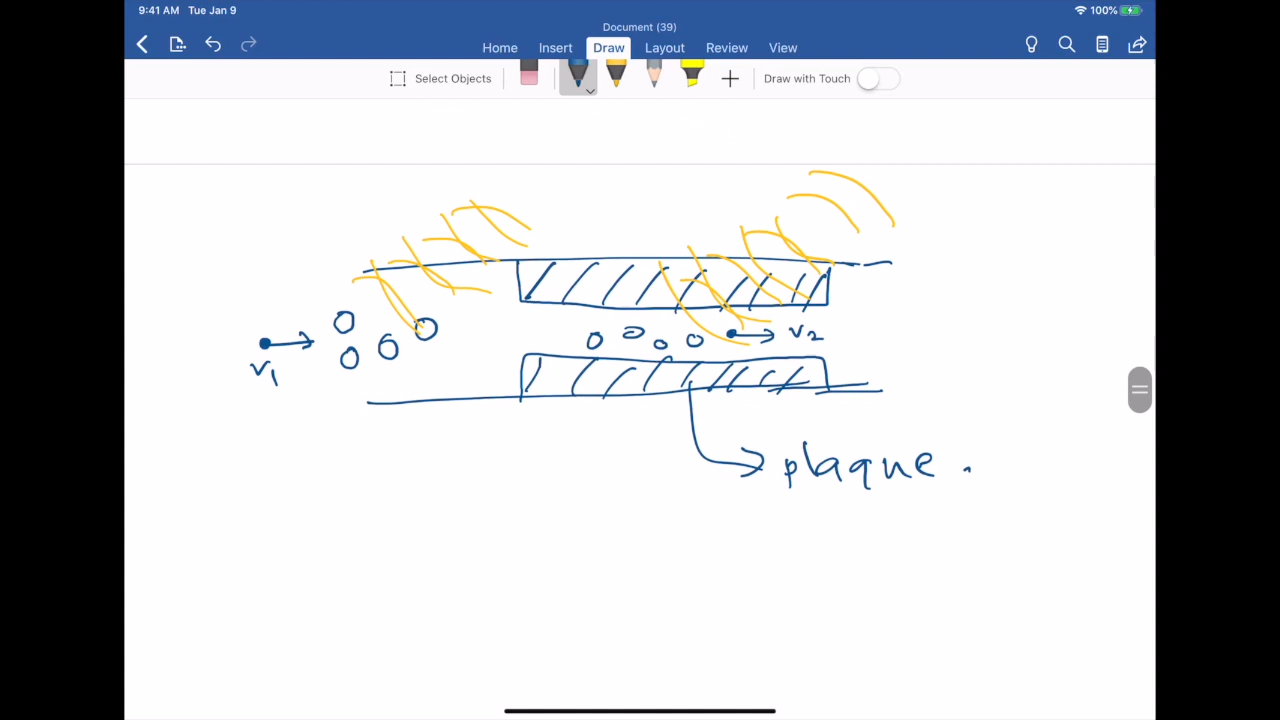 9:41 AM Tue Jan 9
100%
Document (39)
Home Insert Draw Layout Review View
Select Objects
Draw with Touch
v1
v2
plaque .